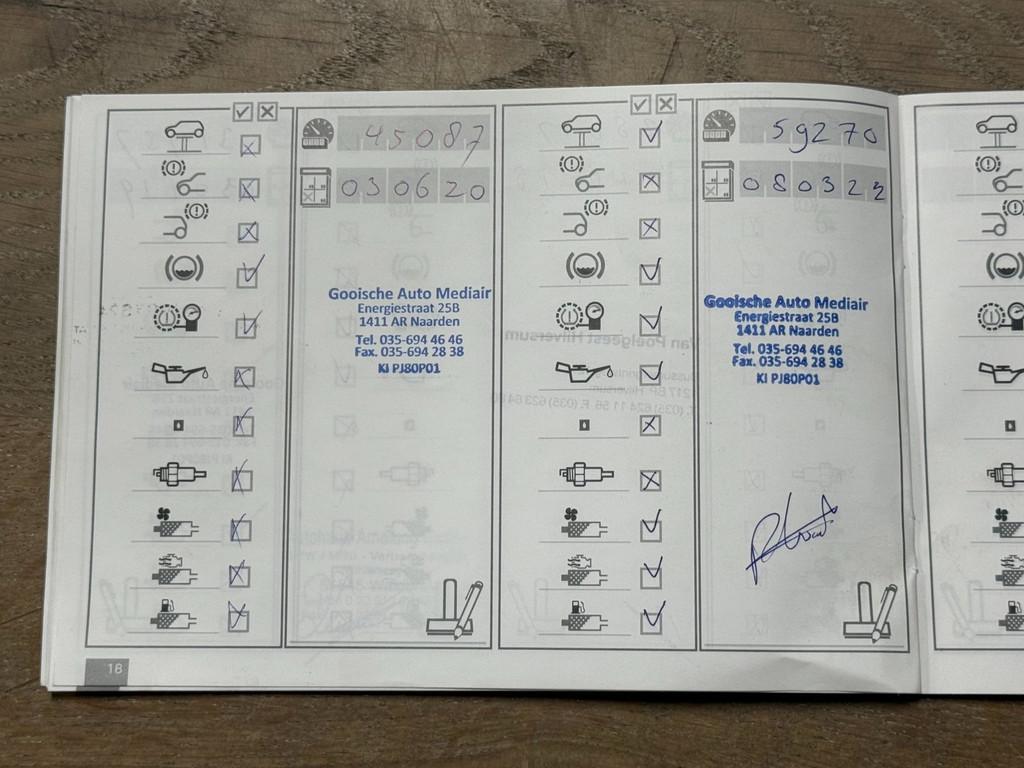 45087
030620
Gooische Auto Mediair
Energiestraat 25B
1411 AR Naarden
Tel. 035-694 46 46
Fax. 035-694 28 38
KI PJ80P01
59270
080322
Gooische Auto Mediair
Energiestraat 25B
1411 AR Naarden
Tel. 035-694 46 46
Fax. 035-694 28 38
KI PJ80P01
18